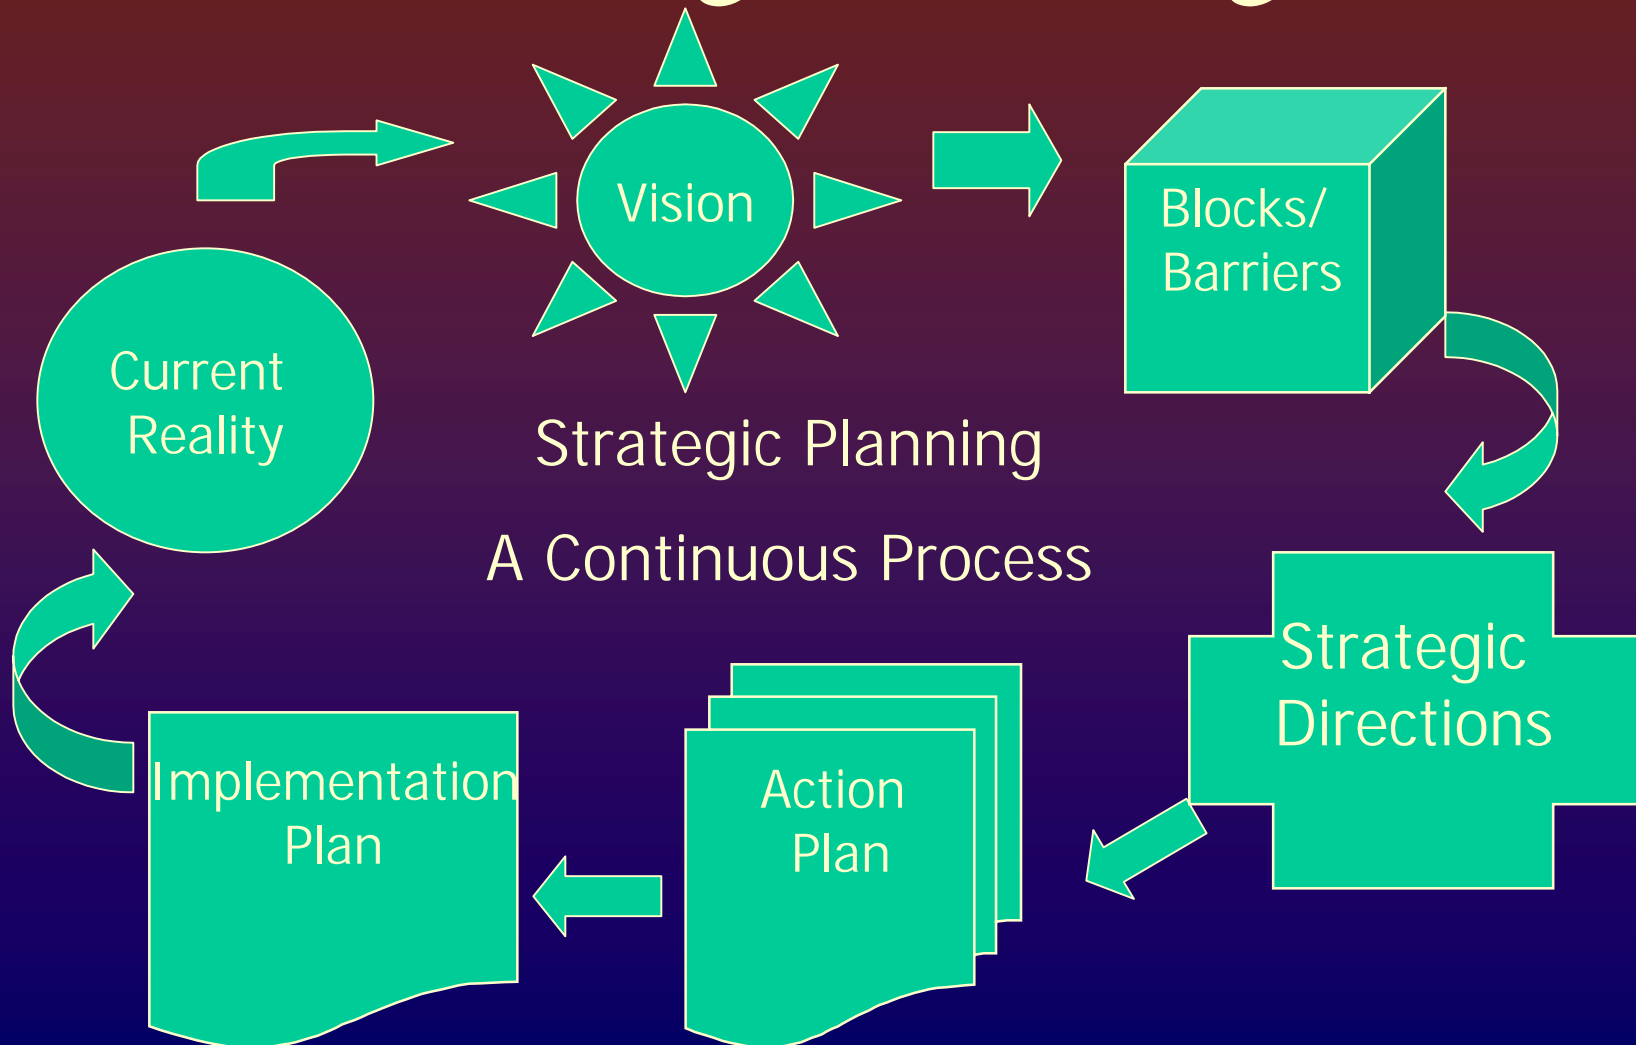 Vision
Blocks/
Barriers
Current
Reality
Strategic Planning
A Continuous Process
Strategic
Directions
Action
Plan
Implementation
Plan